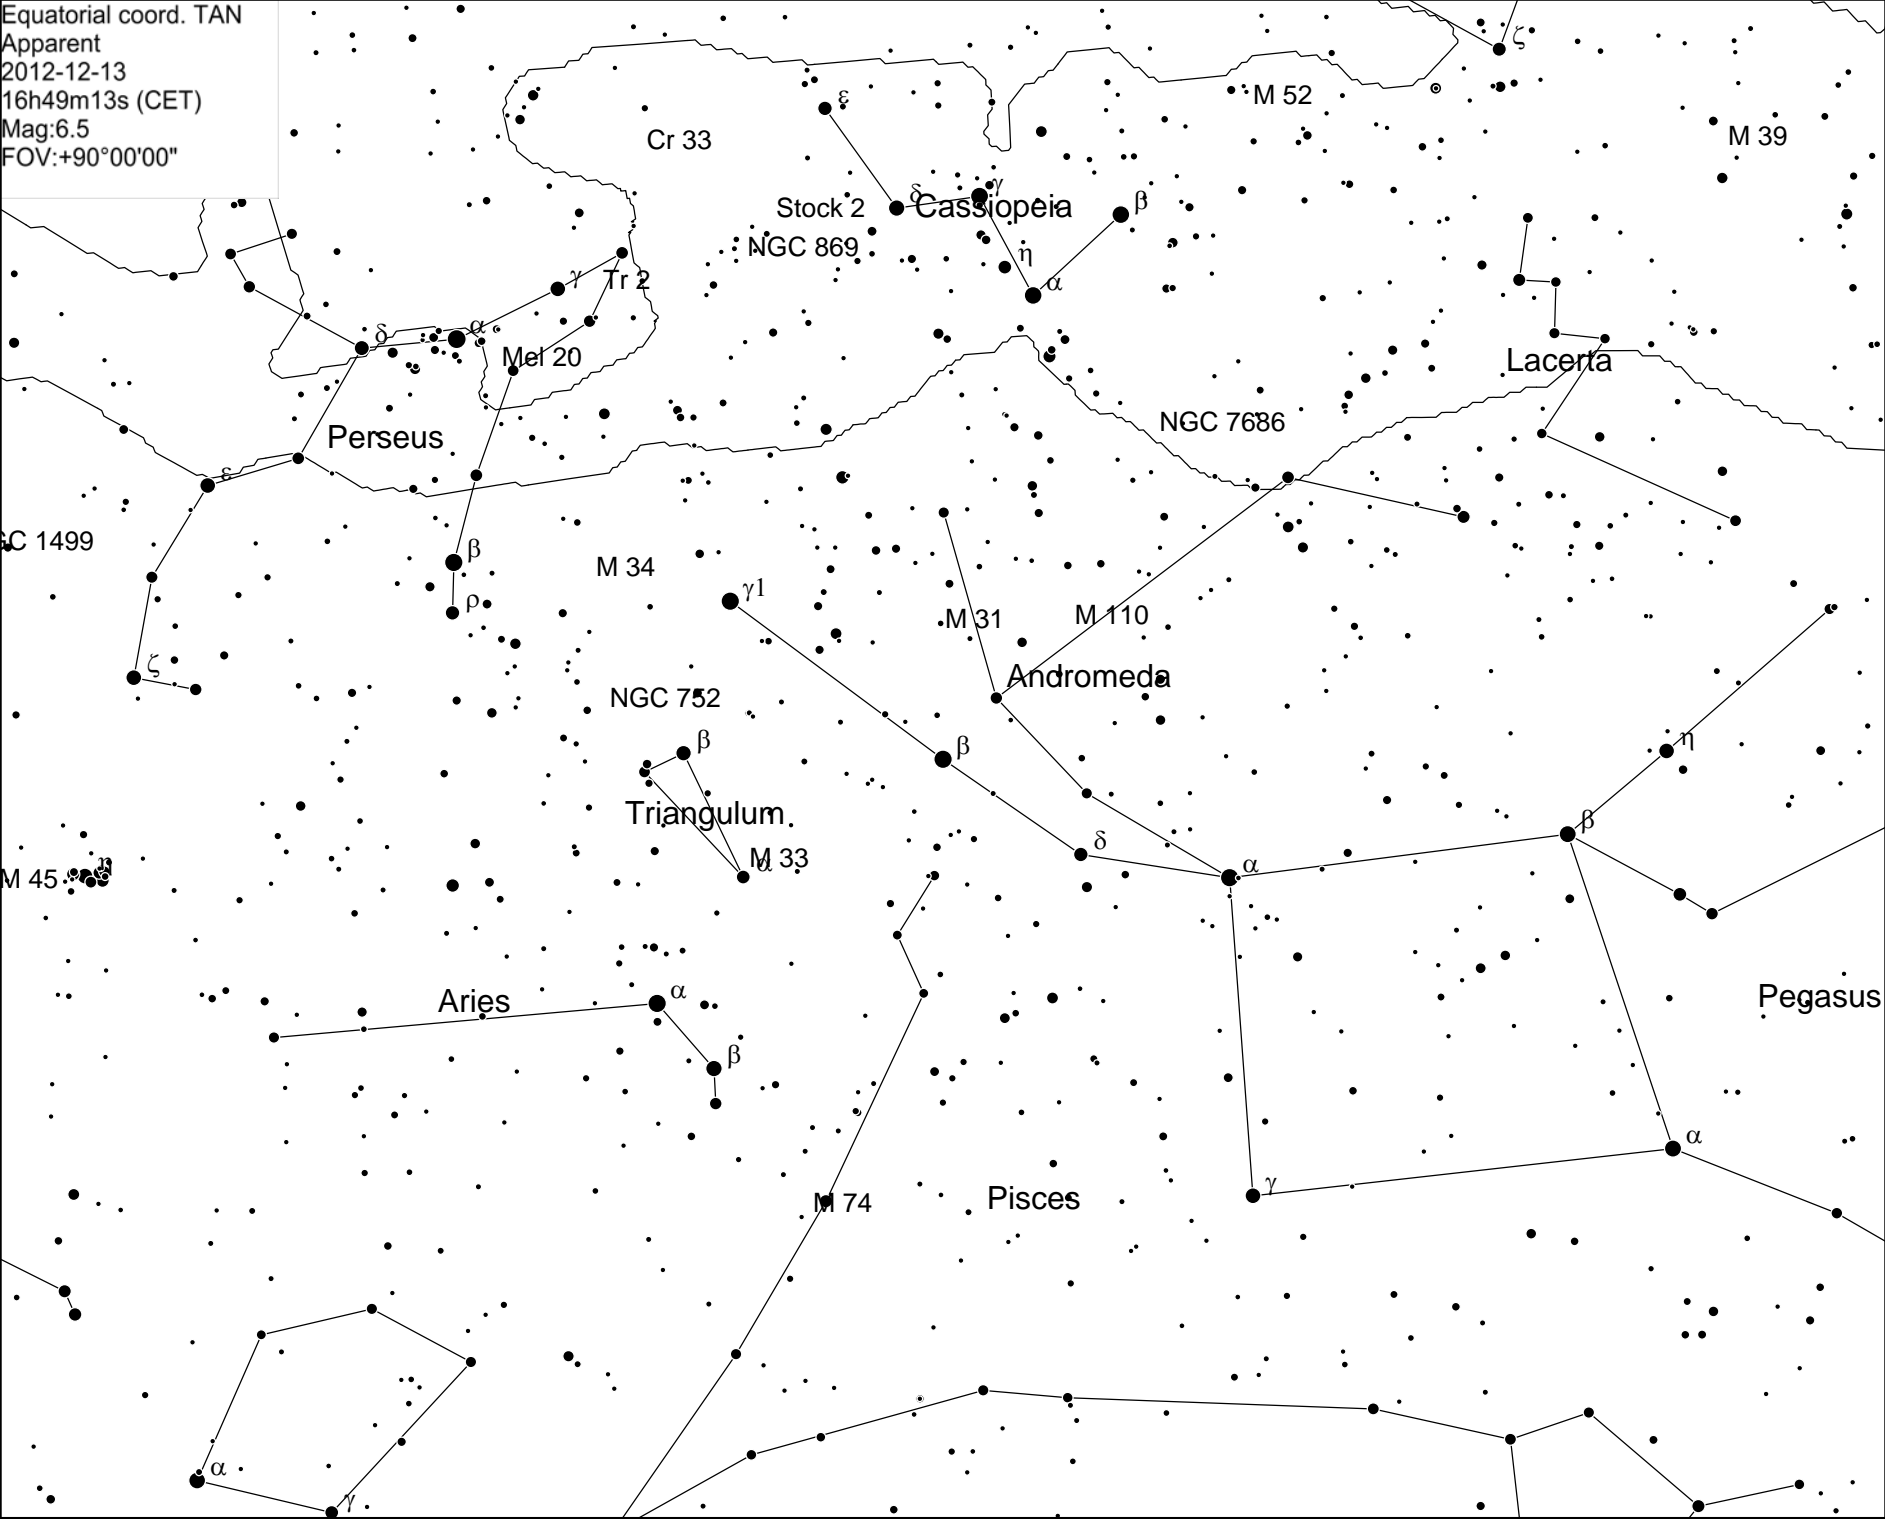 Equatorial coord. TAN
Apparent
2012-12-13
16h49m13s (CET)
Mag:6.5
FOV:+90°00'00"
ζ
ε
M 52
Cr 33
M 39
γ
δ
Cassiopeia
β
Stock 2
NGC 869
η
α
γ
Tr 2
δ
α
Mel 20
Lacerta
NGC 7686
Perseus
ε
GC 1499
β
M 34
ρ
γ1
M 31
M 110
ζ
Andromeda
NGC 752
β
β
η
Triangulum
β
δ
M 33
α
α
M 45
η
Aries
α
Pegasus
β
α
γ
M 74
Pisces
α
γ